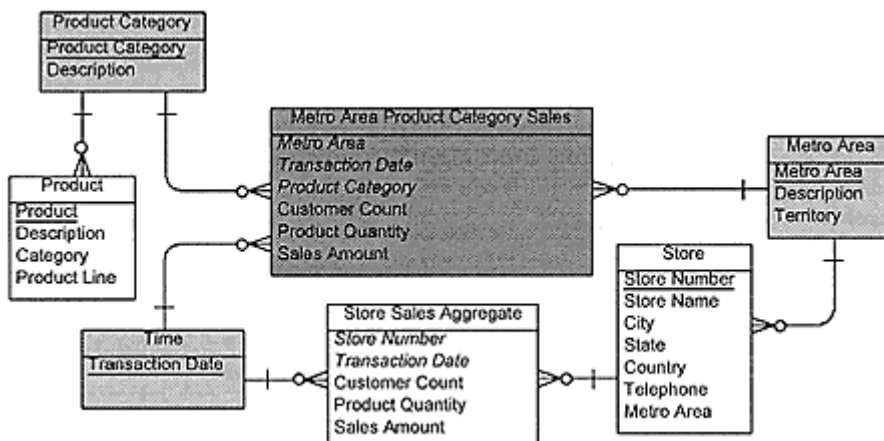 Product Category
Product Category
Description
Metro Area Product Category Sales
Metro Area
Transaction Date
Product Category
Customer Count
Product Quantity
Sales Amount
Metro Area
Metro Area
Description
Territory
Product
Product
Description
Category
Product Line
Store
Store Number
Store Name
City
State
Country
Telephone
Metro Area
Time
Transaction Date
Store Sales Aggregate
Store Number
Transaction Date
Customer Count
Product Quantity
Sales Amount